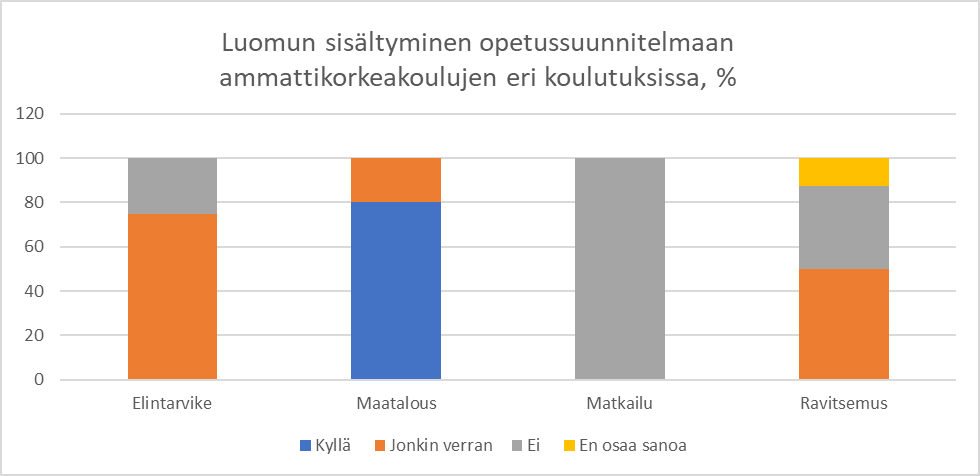 Luomun sisältyminen opetussuunnitelmaan
ammattikorkeakoulujen eri koulutuksissa, %
120
100
80
60
40
20
0
Elintarvike Maatalous Matkailu Ravitsemus
Kyllä Jonkin verran Ei En osaa sanoa